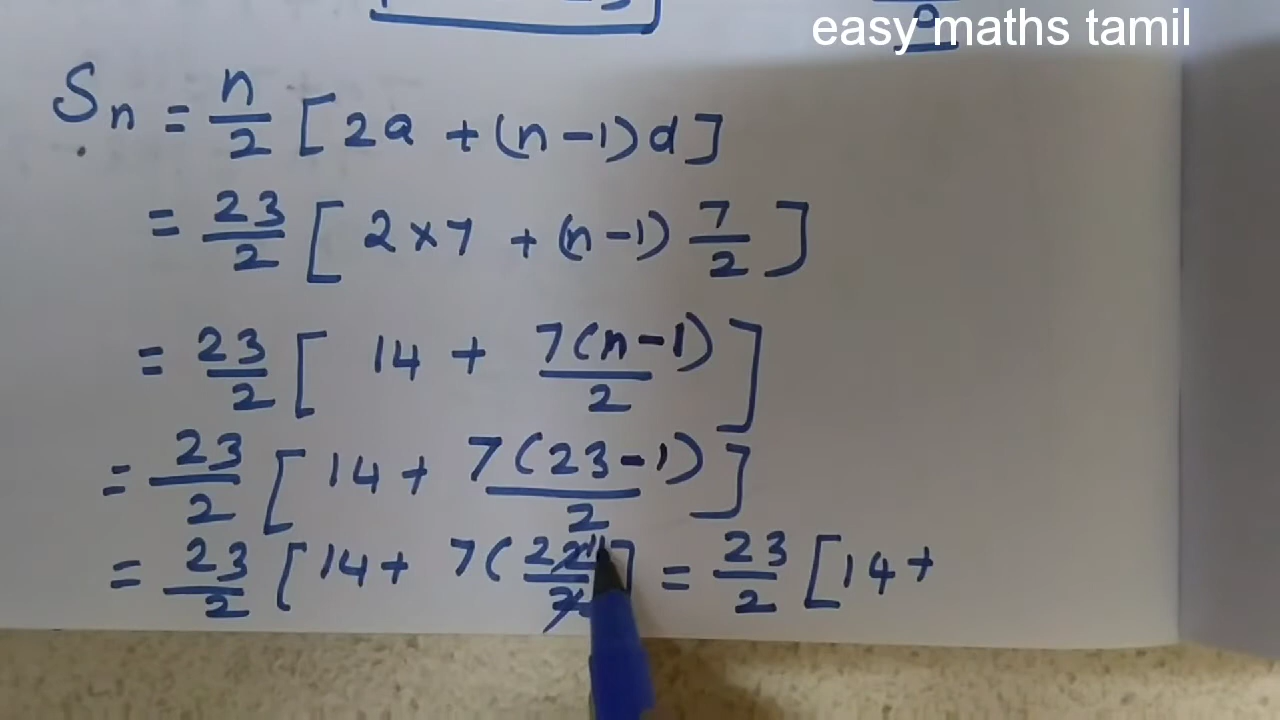 easy maths tamil
Sn = n/2 [2a + (n-1)d]
= 23/2 [2×7 + (n-1) 7/2]
= 23/2 [14 + 7(n-1)/2]
= 23/2 [14 + 7(23-1)/2]
= 23/2 [14 + 7(22/2] = 23/2 [14 +